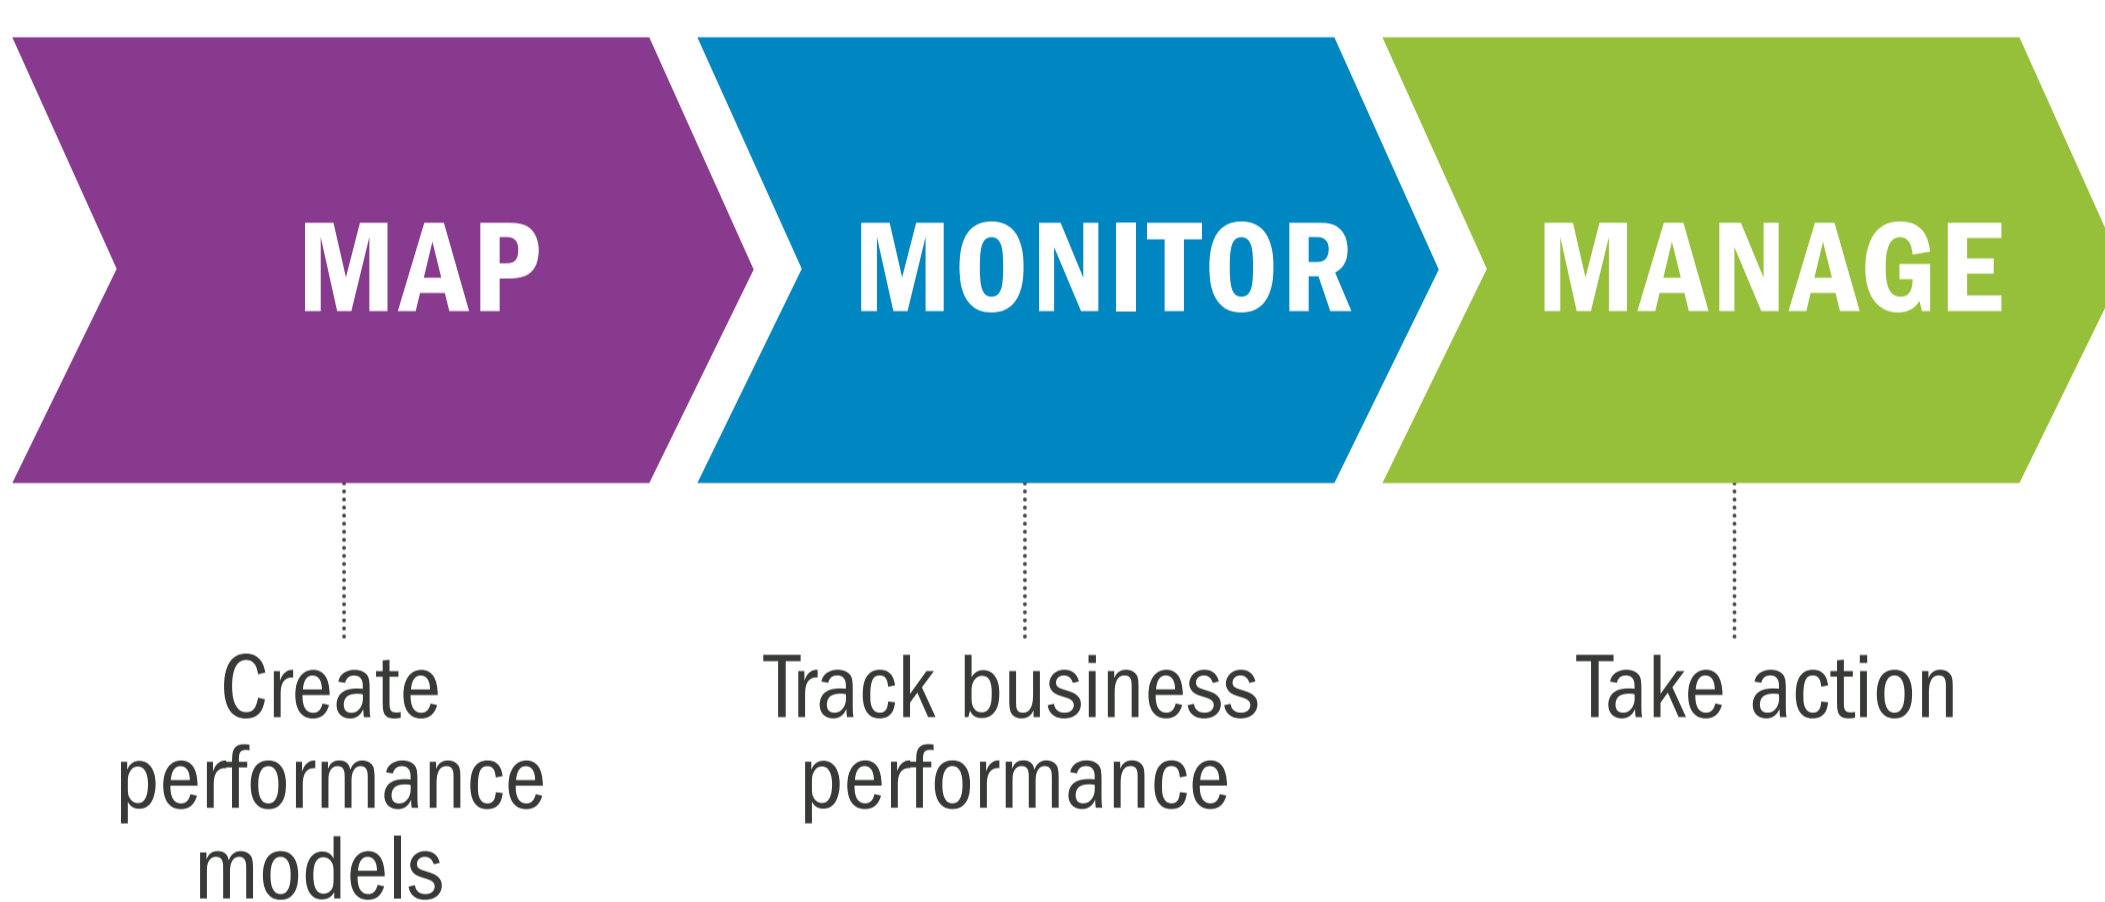 MAP
MONITOR
MANAGE
Create
performance
models
Track business
performance
Take action